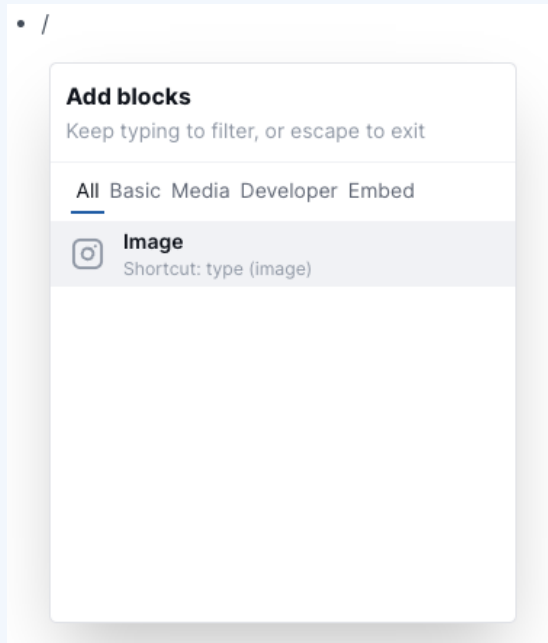 • /
Add blocks
Keep typing to filter, or escape to exit
All Basic Media Developer Embed
Image
Shortcut: type (image)